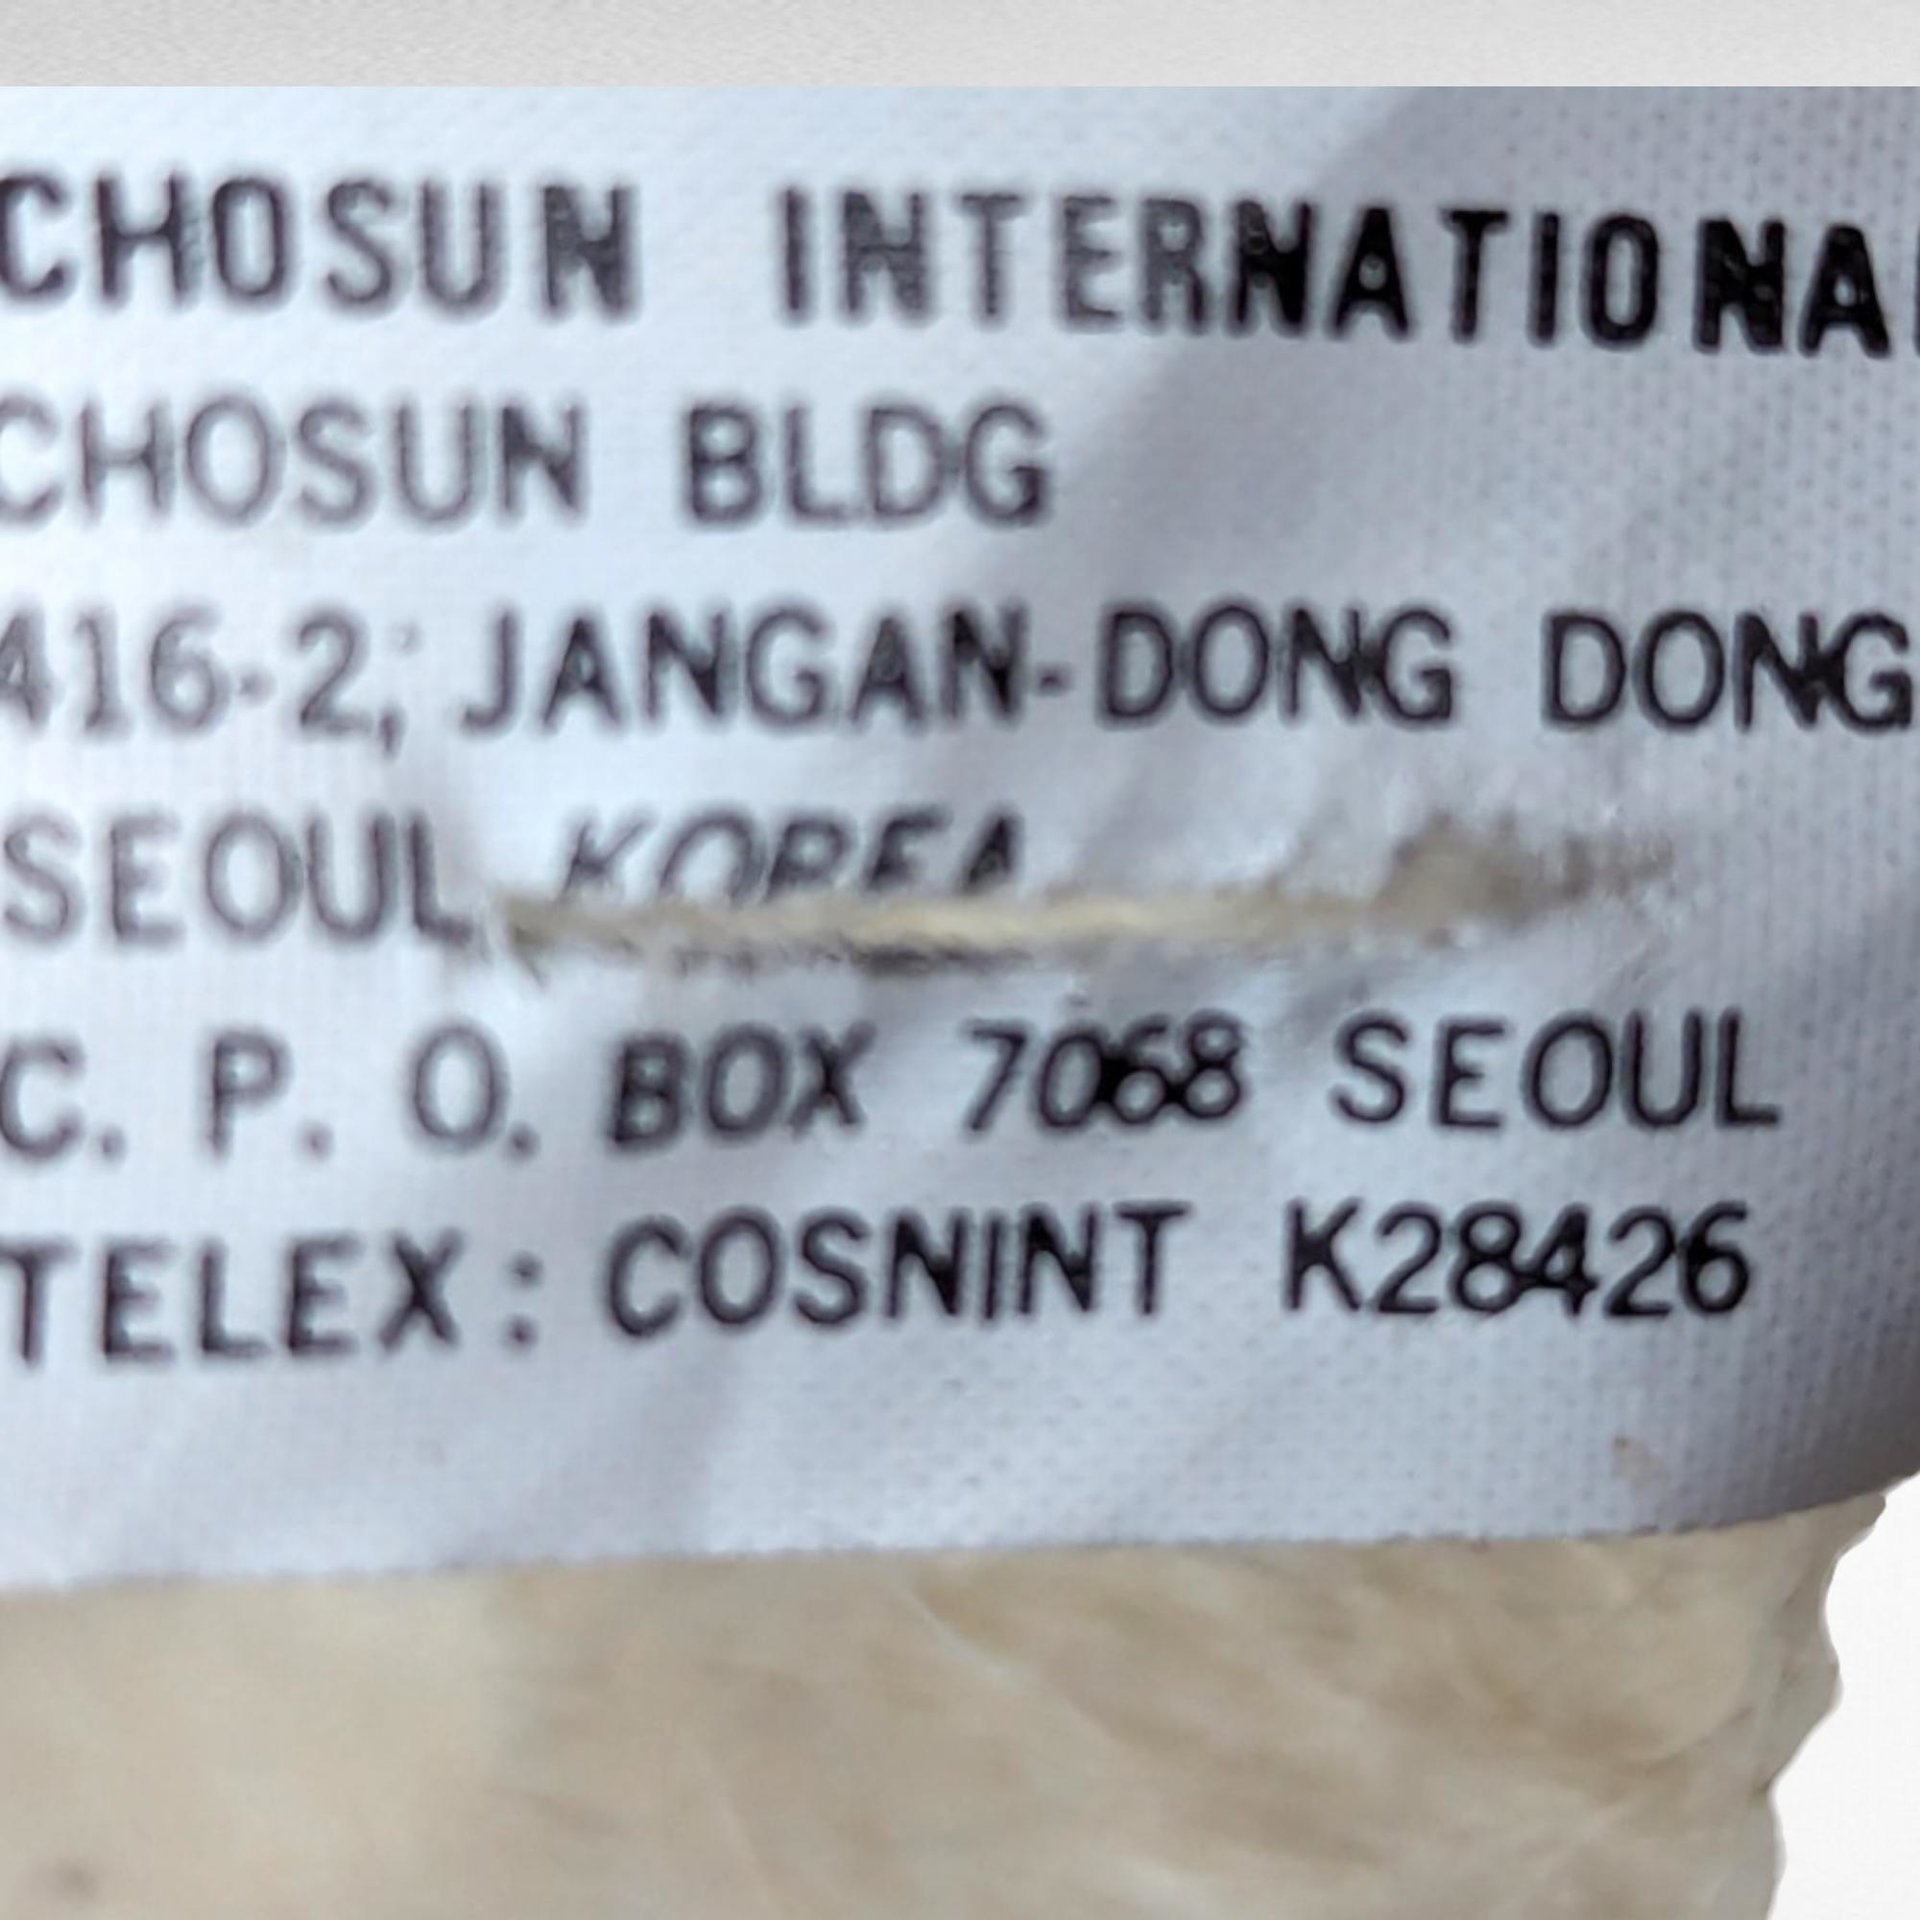 CHOSUN INTERNATIONAL
CHOSUN BLDG
416-2, JANGAN-DONG DONG
SEOUL KOREA
C. P. O. BOX 7068 SEOUL
TELEX: COSNINT K28426